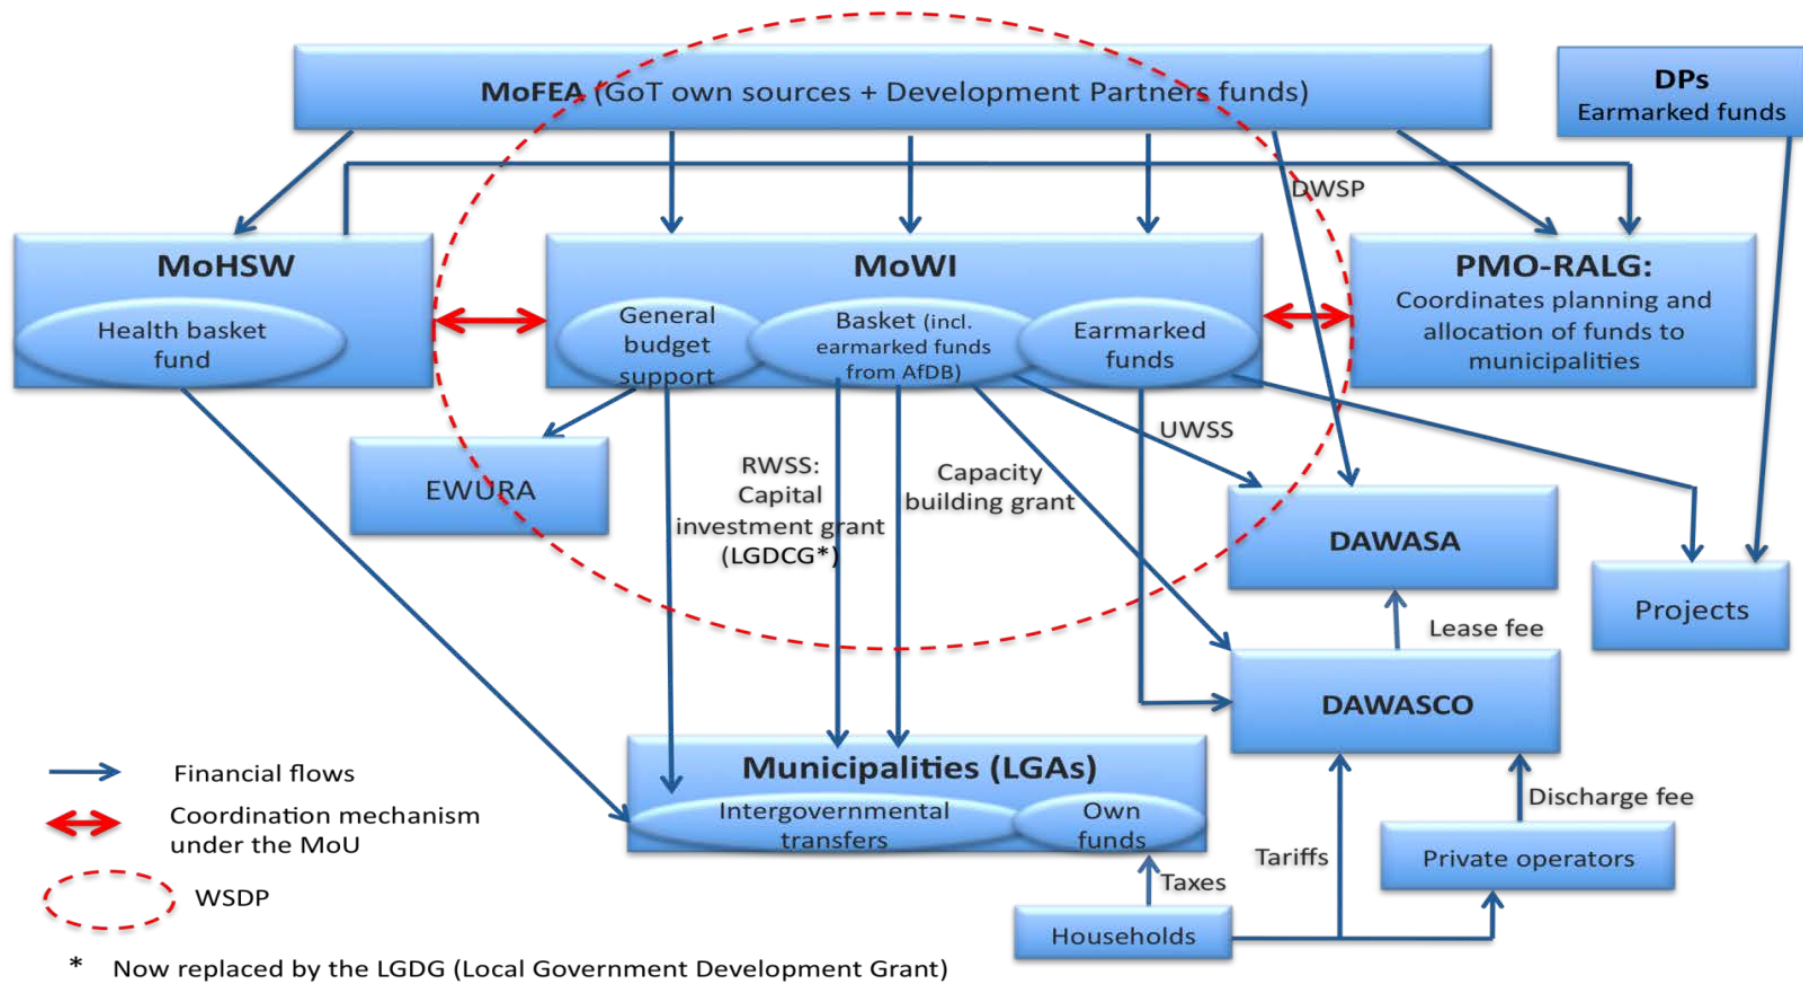 MoFEA (GoT own sources + Development Partners funds)
DPs
Earmarked funds
DWSP
MoHSW
Health basket
fund
MoWI
General
budget
support
Basket (incl.
earmarked funds
from AfDB)
Earmarked
funds
PMO-RALG:
Coordinates planning and
allocation of funds to
municipalities
EWURA
RWSS:
Capital
investment grant
(LGDCG*)
Capacity
building grant
UWSS
DAWASA
Projects
Lease fee
DAWASCO
Municipalities (LGAs)
Intergovernmental
transfers
Own
funds
Discharge fee
Private operators
Tariffs
Taxes
Households
Financial flows
Coordination mechanism
under the MoU
WSDP
* Now replaced by the LGDG (Local Government Development Grant)